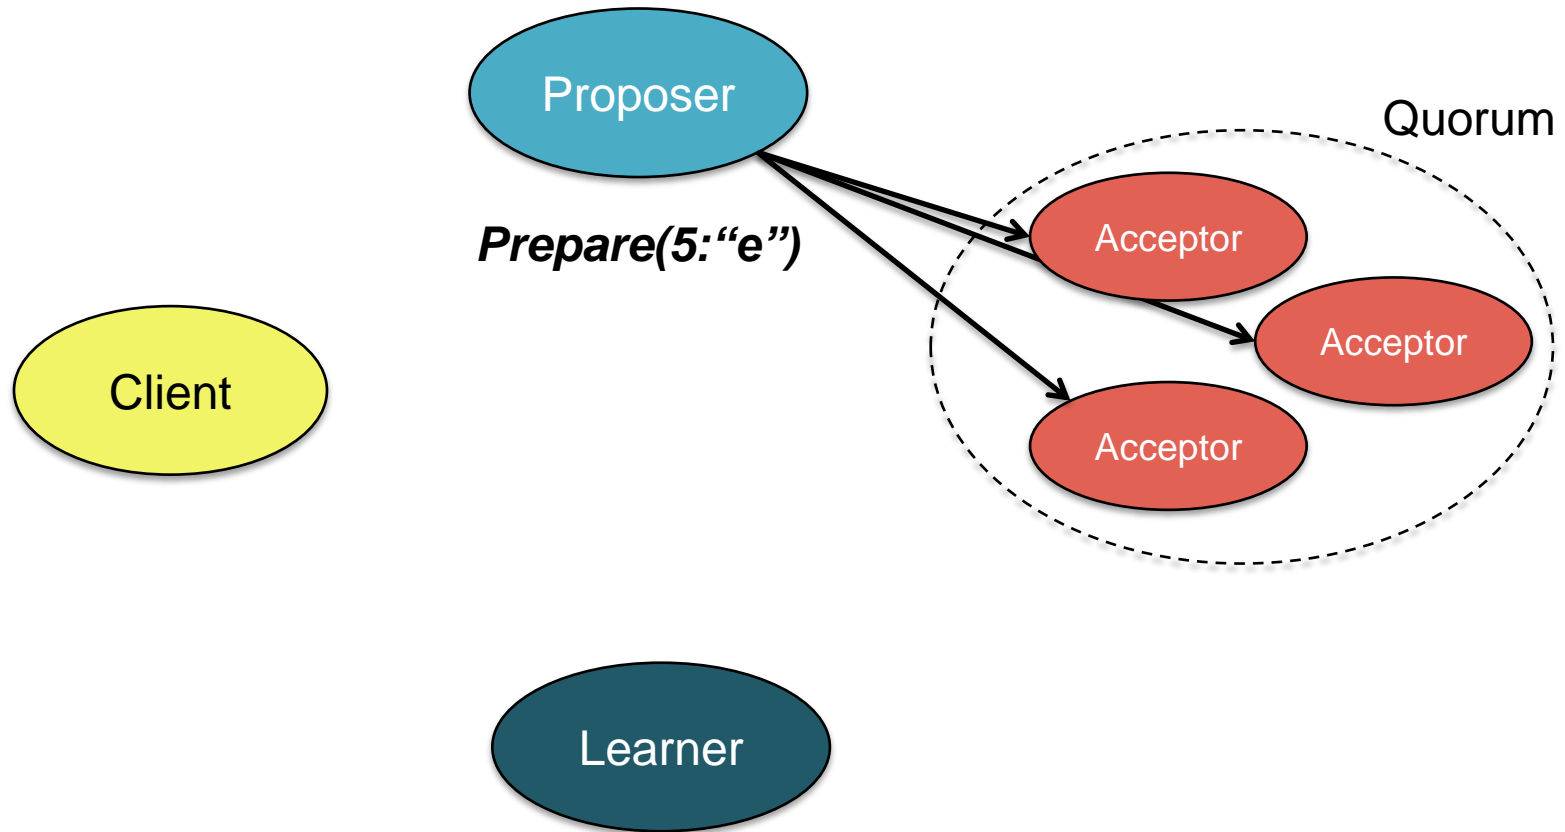 Proposer
Quorum
Acceptor
Prepare(5:“e”)
Acceptor
Client
Acceptor
Learner